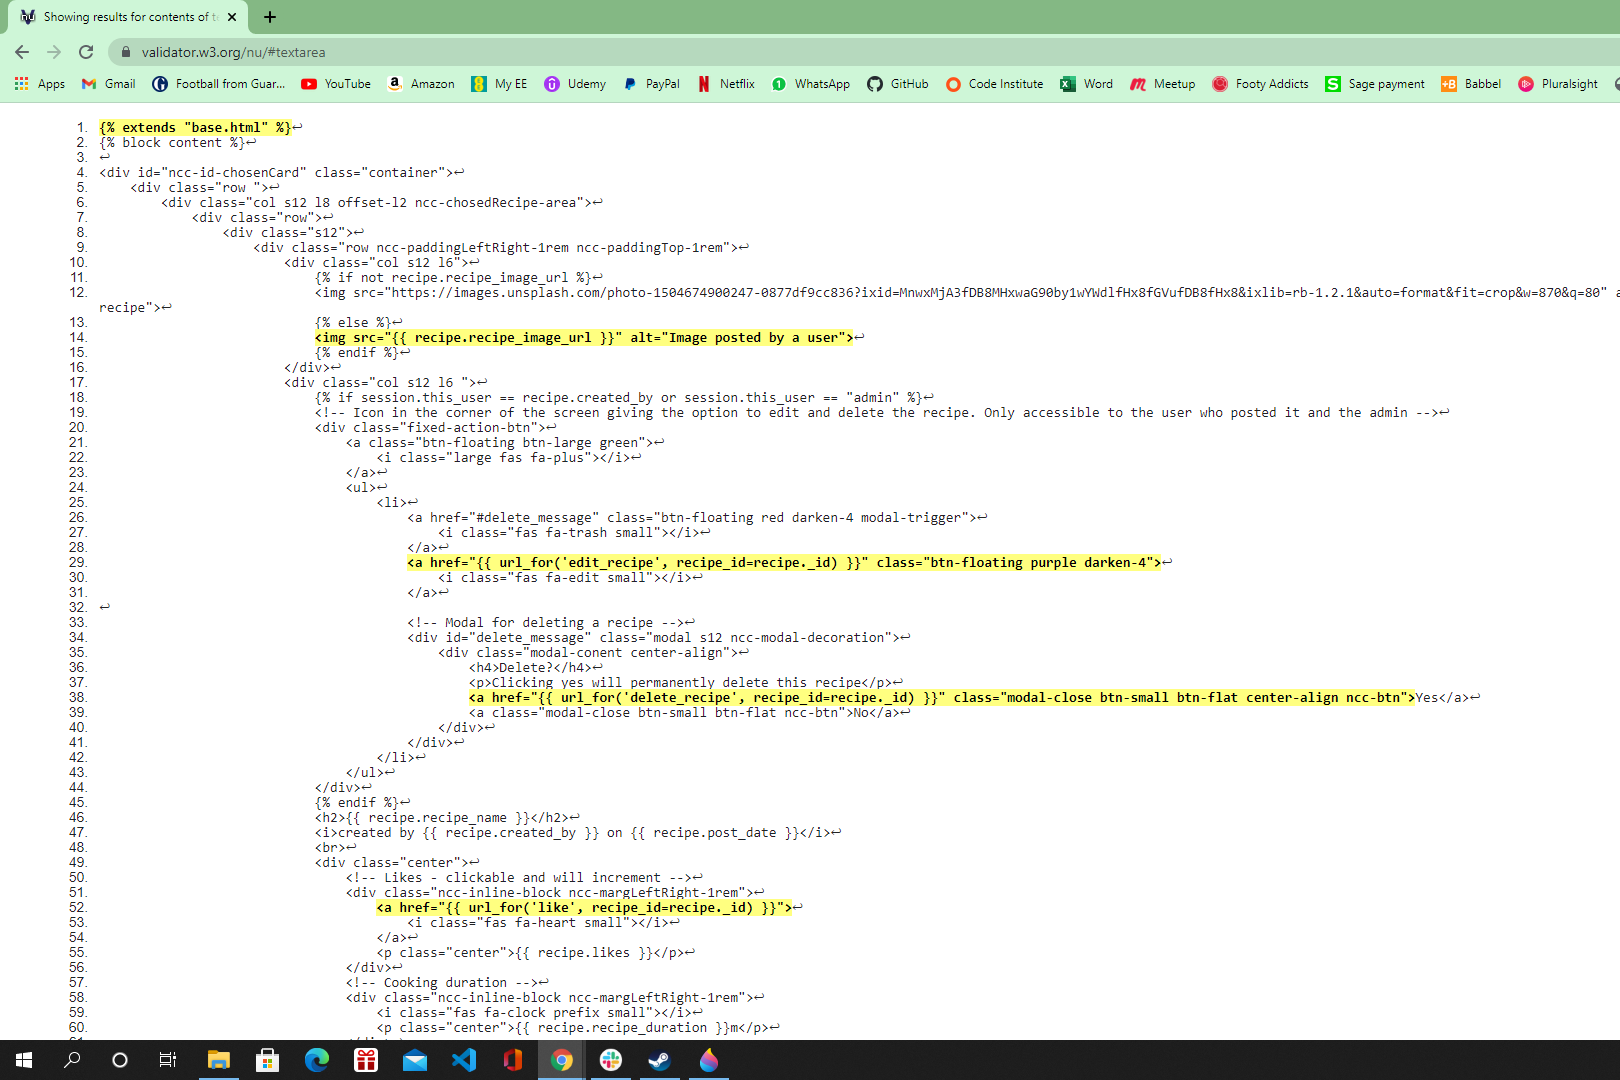 Showing results for contents of t
validator.w3.org/nu/#textarea
Apps Gmail Football from Guar... YouTube Amazon My EE Udemy PayPal Netflix WhatsApp GitHub Code Institute Word Meetup Footy Addicts Sage payment Babbel Pluralsight
1. {% extends "base.html" %}↩
2. {% block content %}↩
3. ↩
4. <div id="ncc-id-chosenCard" class="container">↩
5. <div class="row ">↩
6. <div class="col s12 l8 offset-l2 ncc-chosedRecipe-area">↩
7. <div class="row">↩
8. <div class="s12">↩
9. <div class="row ncc-paddingLeftRight-1rem ncc-paddingTop-1rem">↩
10. <div class="col s12 l6">↩
11. {% if not recipe.recipe_image_url %}↩
12. <img src="https://images.unsplash.com/photo-1504674900247-0877df9cc836?ixid=MnwxMjA3fDB8MHxwaG90by1wYWdlfHx8fGVufDB8fHx8&ixlib=rb-1.2.1&auto=format&fit=crop&w=870&q=80" a
recipe">↩
13. {% else %}↩
14. <img src="{{ recipe.recipe_image_url }}" alt="Image posted by a user">↩
15. {% endif %}↩
16. </div>↩
17. <div class="col s12 l6 ">↩
18. {% if session.this_user == recipe.created_by or session.this_user == "admin" %}↩
19. <!-- Icon in the corner of the screen giving the option to edit and delete the recipe. Only accessible to the user who posted it and the admin -->↩
20. <div class="fixed-action-btn">↩
21. <a class="btn-floating btn-large green">↩
22. <i class="large fas fa-plus"></i>↩
23. </a>↩
24. <ul>↩
25. <li>↩
26. <a href="#delete_message" class="btn-floating red darken-4 modal-trigger">↩
27. <i class="fas fa-trash small"></i>↩
28. </a>↩
29. <a href="{{ url_for('edit_recipe', recipe_id=recipe._id) }}" class="btn-floating purple darken-4">↩
30. <i class="fas fa-edit small"></i>↩
31. </a>↩
32. ↩
33. <!-- Modal for deleting a recipe -->↩
34. <div id="delete_message" class="modal s12 ncc-modal-decoration">↩
35. <div class="modal-conent center-align">↩
36. <h4>Delete?</h4>↩
37. <p>Clicking yes will permanently delete this recipe</p>↩
38. <a href="{{ url_for('delete_recipe', recipe_id=recipe._id) }}" class="modal-close btn-small btn-flat center-align ncc-btn">Yes</a>↩
39. <a class="modal-close btn-small btn-flat ncc-btn">No</a>↩
40. </div>↩
41. </div>↩
42. </li>↩
43. </ul>↩
44. </div>↩
45. {% endif %}↩
46. <h2>{{ recipe.recipe_name }}</h2>↩
47. <i>created by {{ recipe.created_by }} on {{ recipe.post_date }}</i>↩
48. <br>↩
49. <div class="center">↩
50. <!-- Likes - clickable and will increment -->↩
51. <div class="ncc-inline-block ncc-margLeftRight-1rem">↩
52. <a href="{{ url_for('like', recipe_id=recipe._id) }}">↩
53. <i class="fas fa-heart small"></i>↩
54. </a>↩
55. <p class="center">{{ recipe.likes }}</p>↩
56. </div>↩
57. <!-- Cooking duration -->↩
58. <div class="ncc-inline-block ncc-margLeftRight-1rem">↩
59. <i class="fas fa-clock prefix small"></i>↩
60. <p class="center">{{ recipe.recipe_duration }}m</p>↩